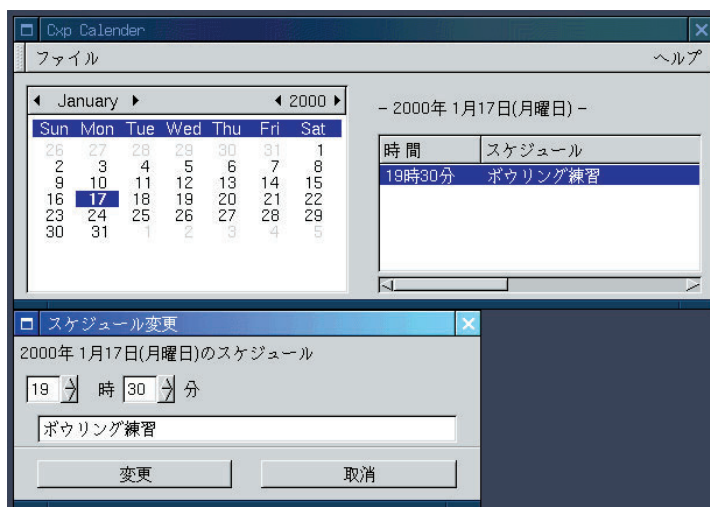 Cxp Calender
ファイル ヘルプ
January 2000
Sun Mon Tue Wed Thu Fri Sat
26 27 28 29 30 31 1
2 3 4 5 6 7 8
9 10 11 12 13 14 15
16 17 18 19 20 21 22
23 24 25 26 27 28 29
30 31 1 2 3 4 5
– 2000年 1月17日(月曜日) –
時間 スケジュール
19時30分 ボウリング練習
スケジュール変更
2000年 1月17日(月曜日)のスケジュール
19 時 30 分
ボウリング練習
変更 取消